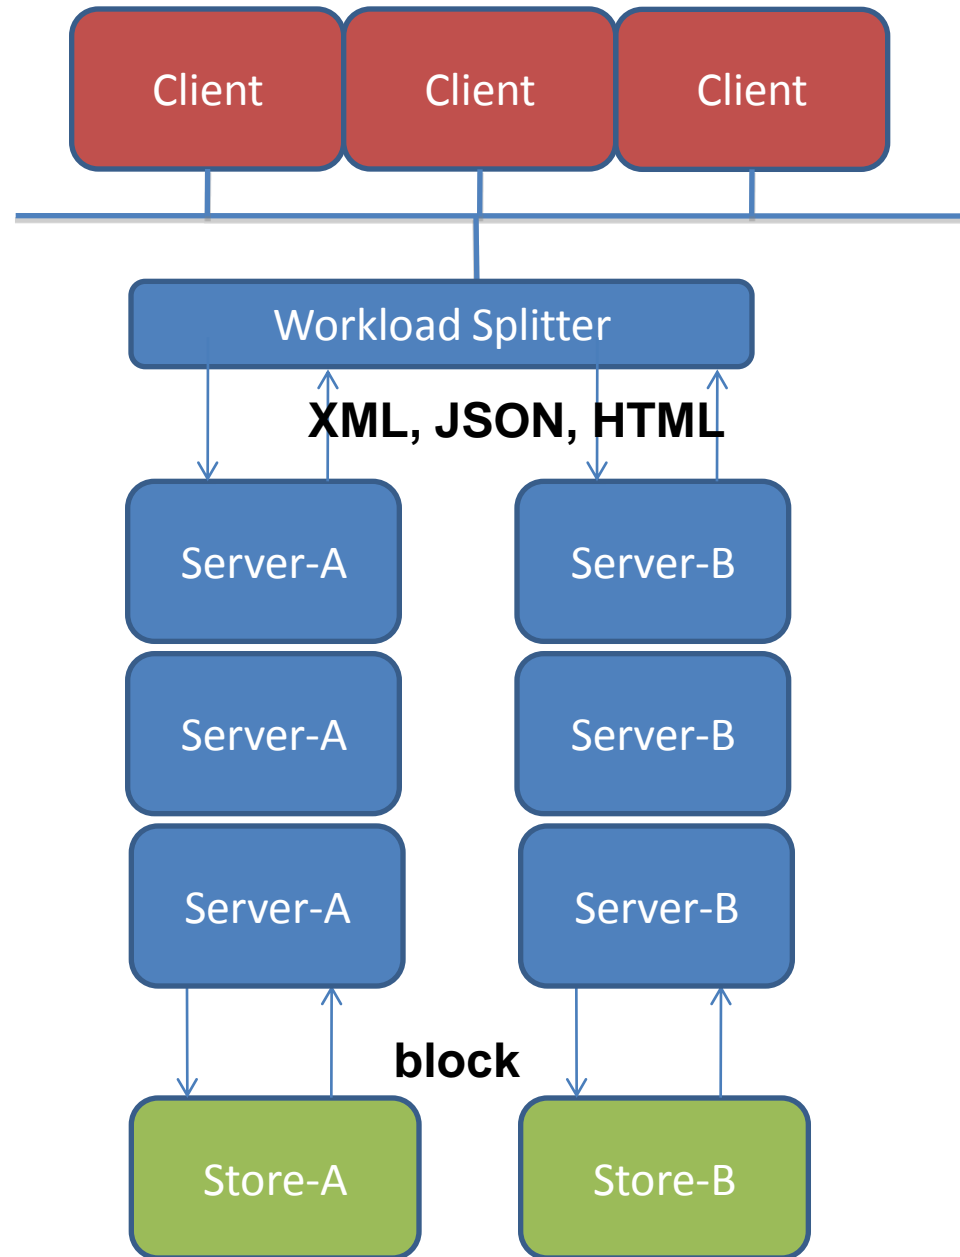 Client Client Client
Workload Splitter
XML, JSON, HTML
Server-A Server-B
Server-A Server-B
Server-A Server-B
block
Store-A Store-B